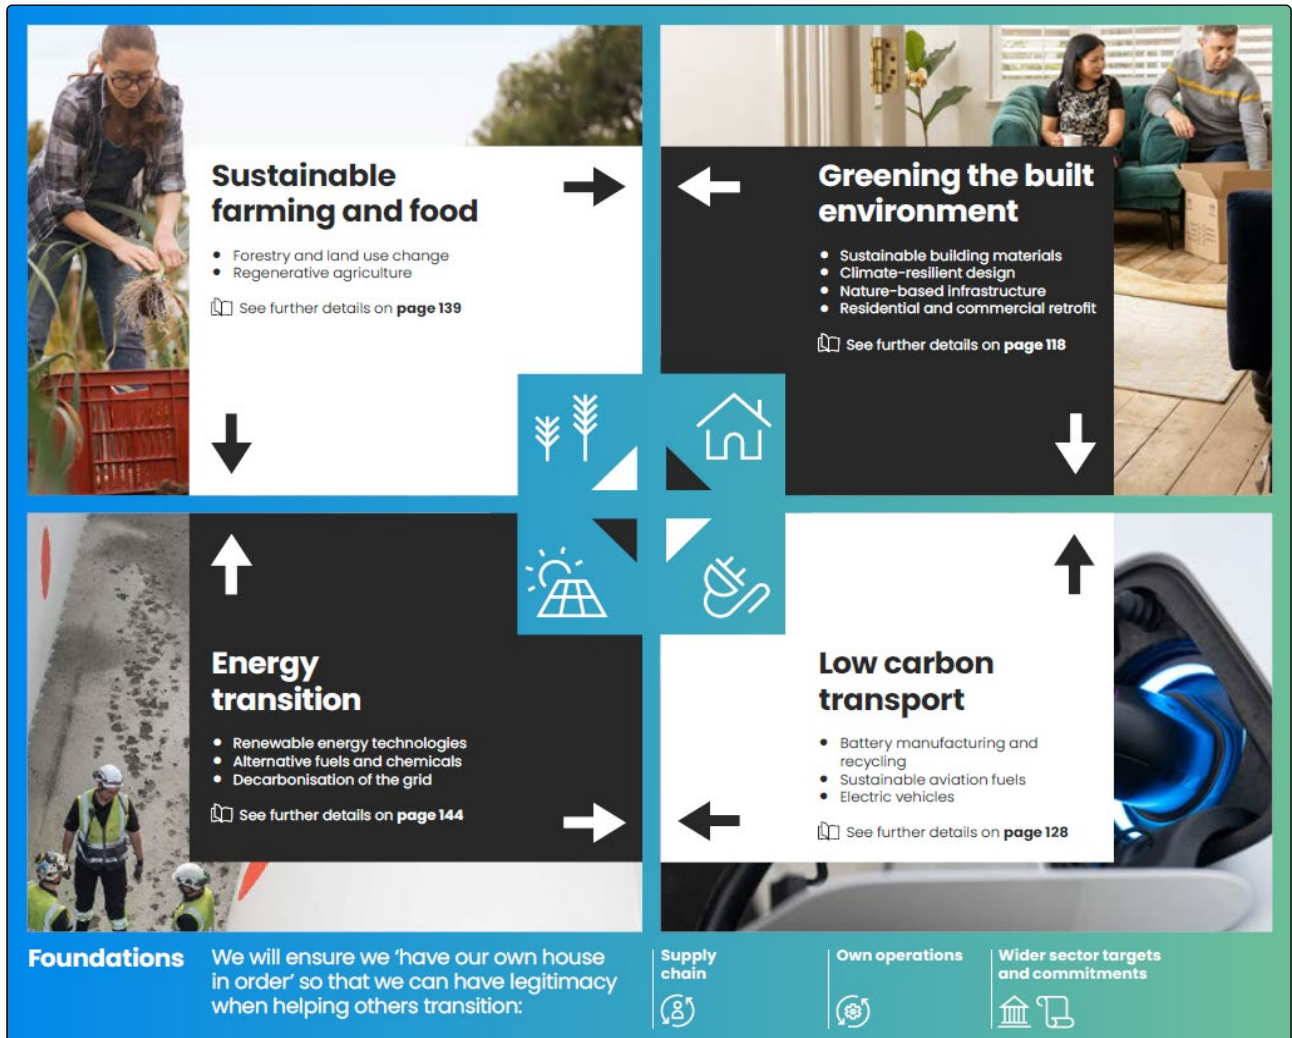 Sustainable
farming and food
• Forestry and land use change
• Regenerative agriculture
See further details on page 139
Greening the built
environment
• Sustainable building materials
• Climate-resilient design
• Nature-based infrastructure
• Residential and commercial retrofit
See further details on page 118
Energy
transition
• Renewable energy technologies
• Alternative fuels and chemicals
• Decarbonisation of the grid
See further details on page 144
Low carbon
transport
• Battery manufacturing and
recycling
• Sustainable aviation fuels
• Electric vehicles
See further details on page 128
Foundations
We will ensure we ‘have our own house
in order’ so that we can have legitimacy
when helping others transition:
Supply
chain
Own operations
Wider sector targets
and commitments